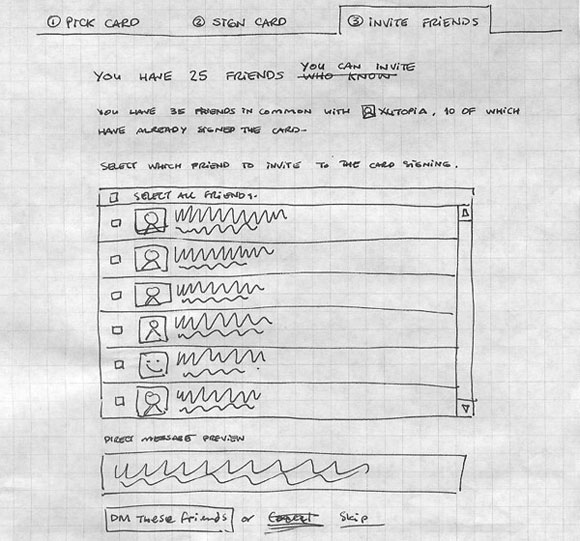 ① PICK CARD ② SIGN CARD ③ INVITE FRIENDS
YOU HAVE 25 FRIENDS WHO KNOW YOU CAN INVITE
YOU HAVE 35 FRIENDS IN COMMON WITH XUTOPIA, 10 OF WHICH
HAVE ALREADY SIGNED THE CARD.
SELECT WHICH FRIEND TO INVITE TO THE CARD SIGNING.
SELECT ALL FRIENDS.
DIRECT MESSAGE PREVIEW
DM These friends or Skip